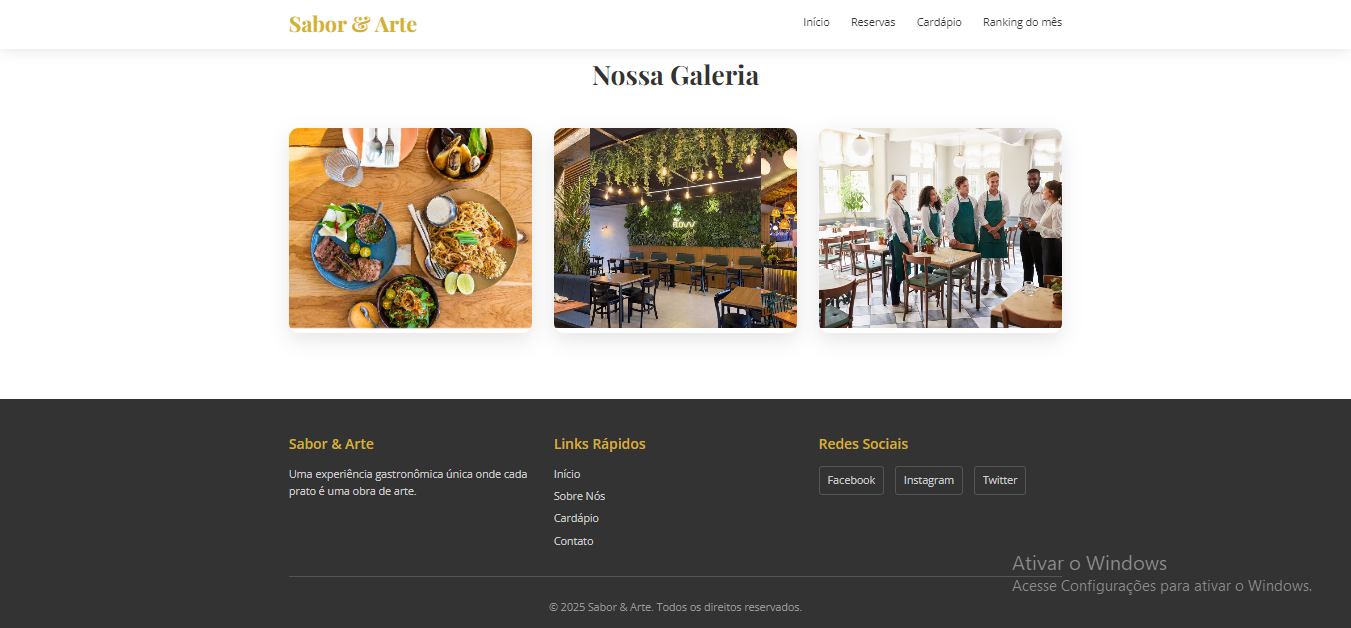 Sabor & Arte
Início Reservas Cardápio Ranking do mês
Nossa Galeria
Sabor & Arte
Uma experiência gastronômica única onde cada
prato é uma obra de arte.
Links Rápidos
Início
Sobre Nós
Cardápio
Contato
Redes Sociais
Facebook Instagram Twitter
Ativar o Windows
Acesse Configurações para ativar o Windows.
© 2025 Sabor & Arte. Todos os direitos reservados.